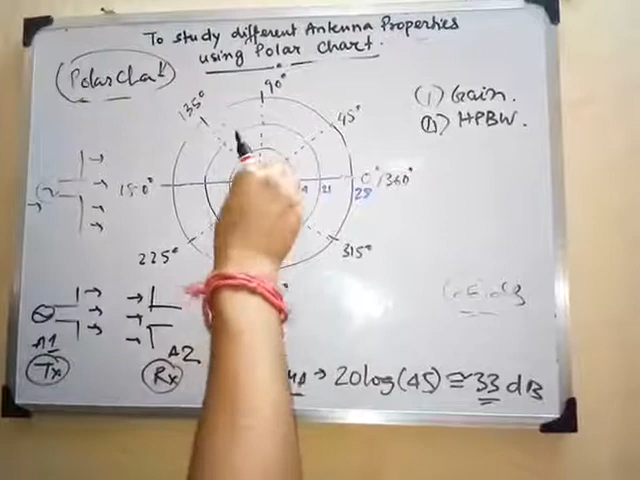 To study different Antenna Properties
using Polar Chart.
(Polar Chart)
90°
135°
45°
(1) Gain.
(2) HPBW.
180°
21
0°/360°
28
225°
315°
A1
A2
Tx
Rx
→ 20log(45) ≅ 33 dB